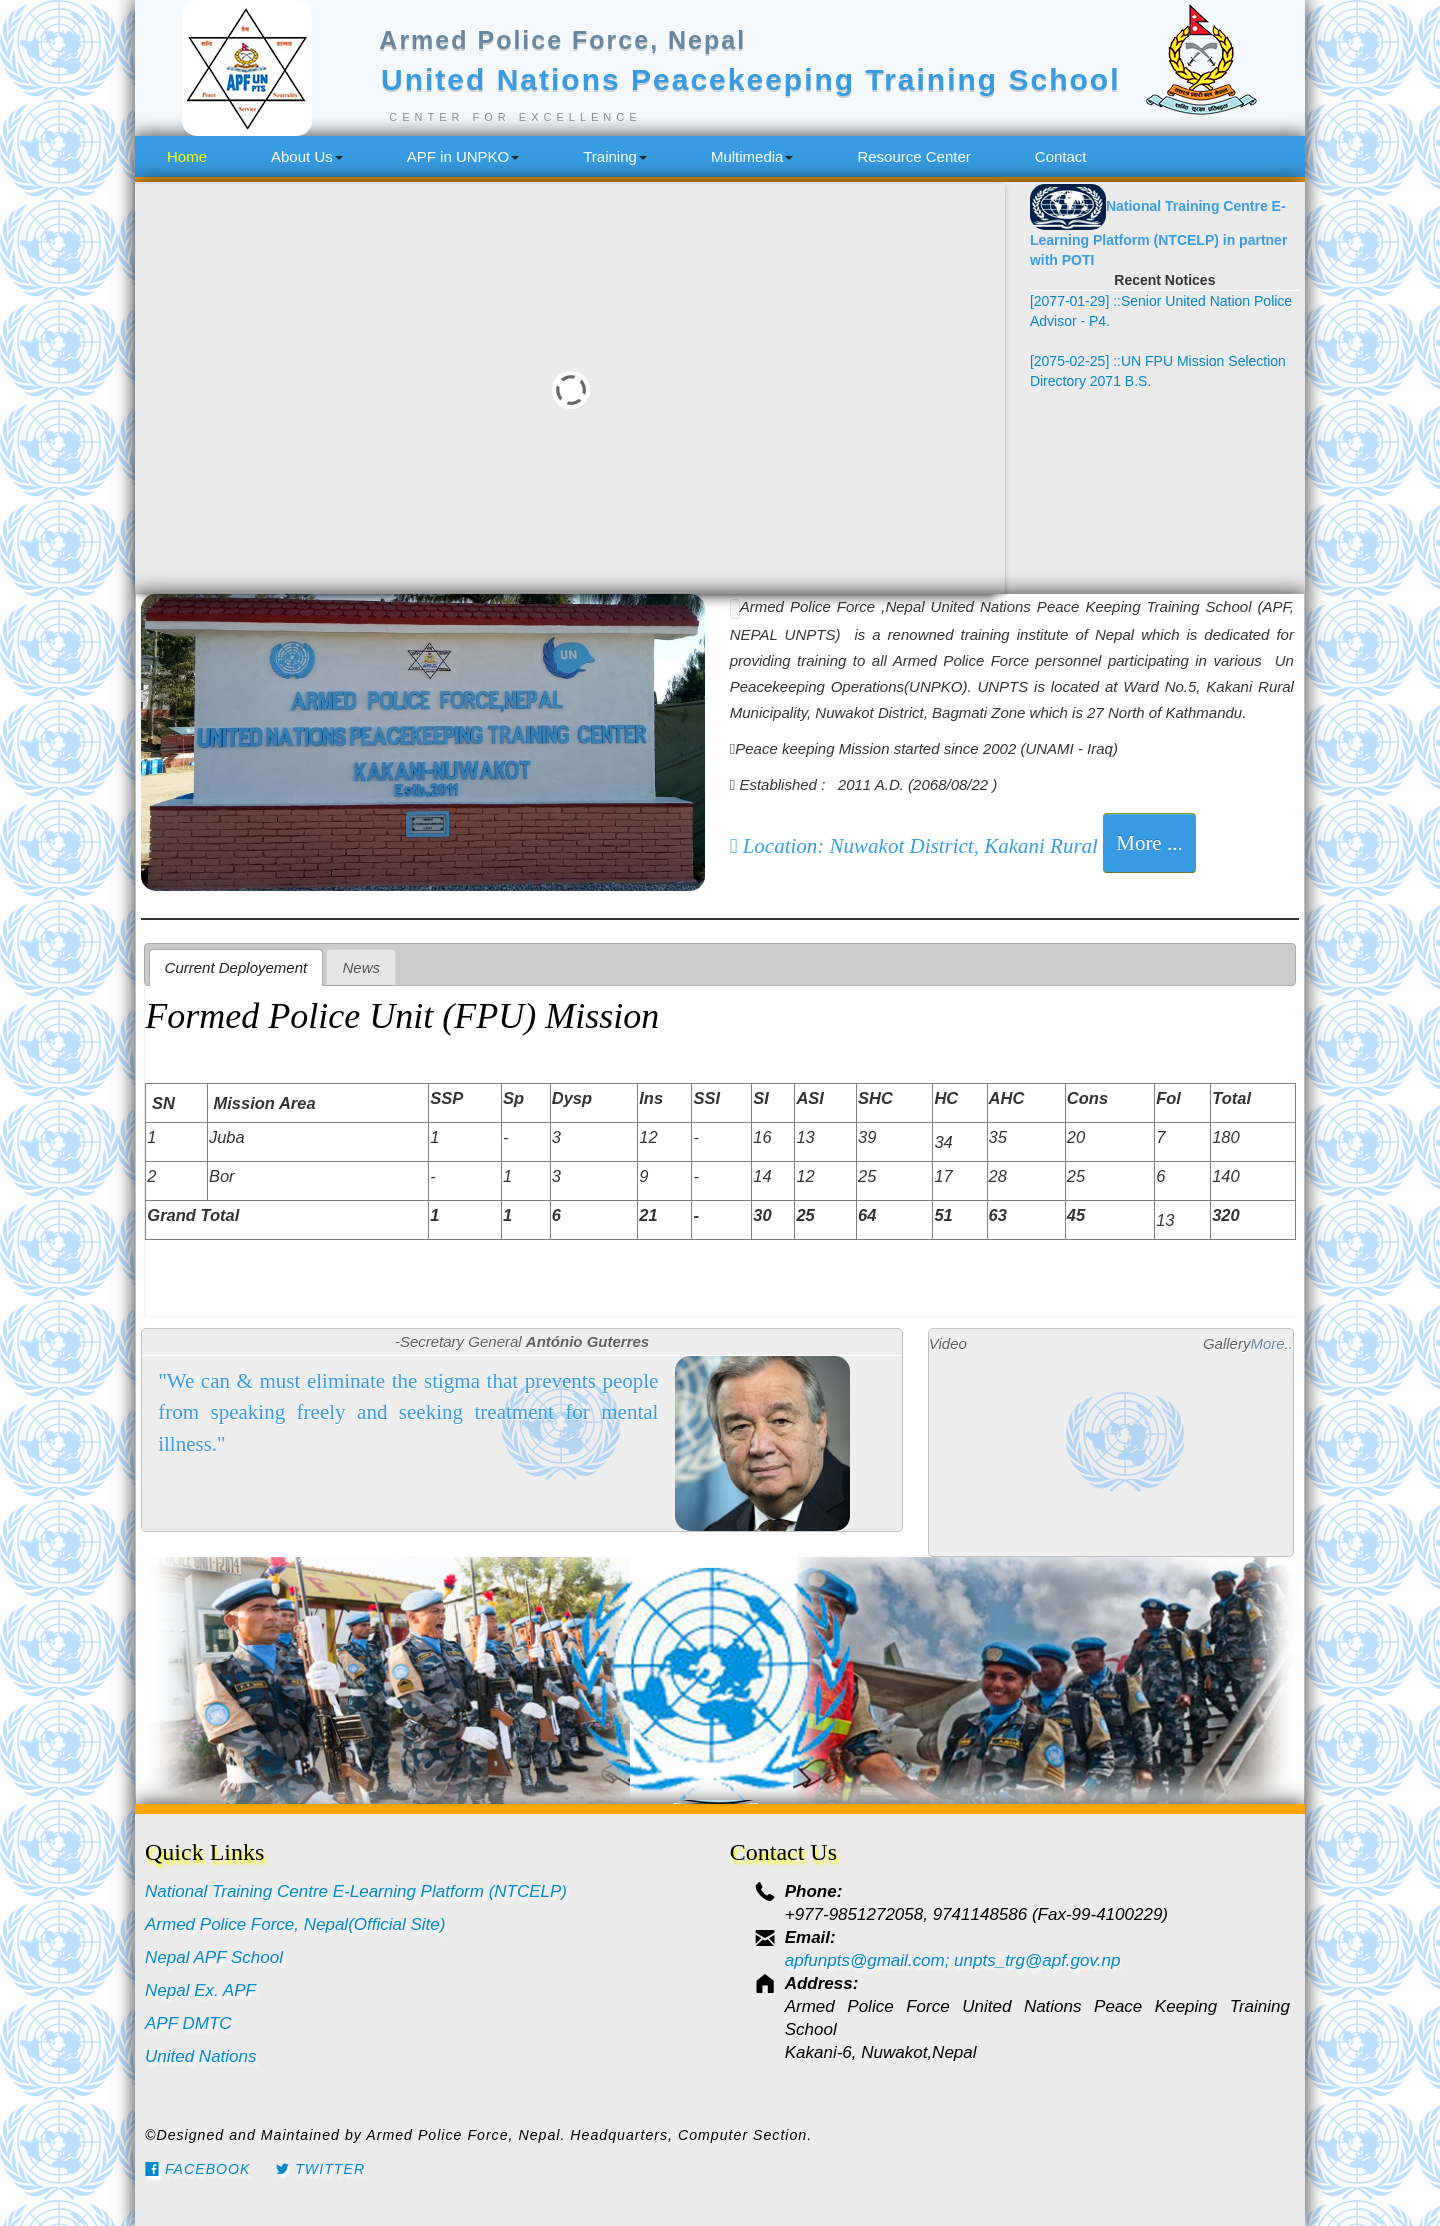 Armed Police Force, Nepal
United Nations Peacekeeping Training School
CENTER FOR EXCELLENCE
APF UN
PTS
Peace
Neutrality
Service
Home About Us APF in UNPKO Training Multimedia Resource Center Contact
National Training Centre E-
Learning Platform (NTCELP) in partner
with POTI
Recent Notices
[2077-01-29] ::Senior United Nation Police
Advisor - P4.
[2075-02-25] ::UN FPU Mission Selection
Directory 2071 B.S.
UN
ARMED POLICE FORCE,NEPAL
UNITED NATIONS PEACEKEEPING TRAINING CENTER
KAKANI-NUWAKOT
Estb.2011
Armed Police Force ,Nepal United Nations Peace Keeping Training School (APF,
NEPAL UNPTS) is a renowned training institute of Nepal which is dedicated for
providing training to all Armed Police Force personnel participating in various Un
Peacekeeping Operations(UNPKO). UNPTS is located at Ward No.5, Kakani Rural
Municipality, Nuwakot District, Bagmati Zone which is 27 North of Kathmandu.
Peace keeping Mission started since 2002 (UNAMI - Iraq)
Established : 2011 A.D. (2068/08/22 )
Location: Nuwakot District, Kakani Rural More ...
Current Deployement News
Formed Police Unit (FPU) Mission
SN Mission Area SSP Sp Dysp Ins SSI SI ASI SHC HC AHC Cons Fol Total
1 Juba 1 - 3 12 - 16 13 39 34 35 20 7 180
2 Bor - 1 3 9 - 14 12 25 17 28 25 6 140
Grand Total 1 1 6 21 - 30 25 64 51 63 45 13 320
-Secretary General António Guterres
"We can & must eliminate the stigma that prevents people
from speaking freely and seeking treatment for mental
illness."
Video GalleryMore..
Quick Links
National Training Centre E-Learning Platform (NTCELP)
Armed Police Force, Nepal(Official Site)
Nepal APF School
Nepal Ex. APF
APF DMTC
United Nations
Contact Us
Phone:
+977-9851272058, 9741148586 (Fax-99-4100229)
Email:
apfunpts@gmail.com; unpts_trg@apf.gov.np
Address:
Armed Police Force United Nations Peace Keeping Training
School
Kakani-6, Nuwakot,Nepal
©Designed and Maintained by Armed Police Force, Nepal. Headquarters, Computer Section.
FACEBOOK TWITTER